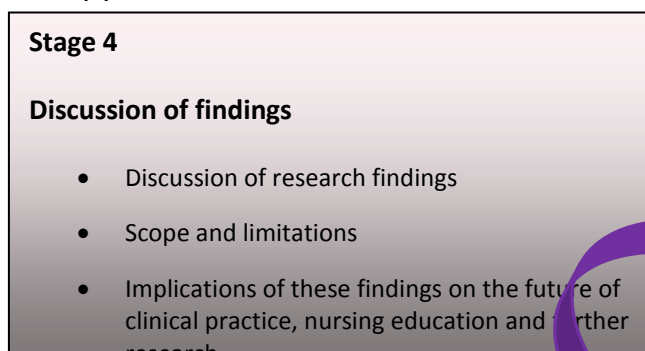 Stage 4
Discussion of findings
• Discussion of research findings
• Scope and limitations
• Implications of these findings on the future of
clinical practice, nursing education and further